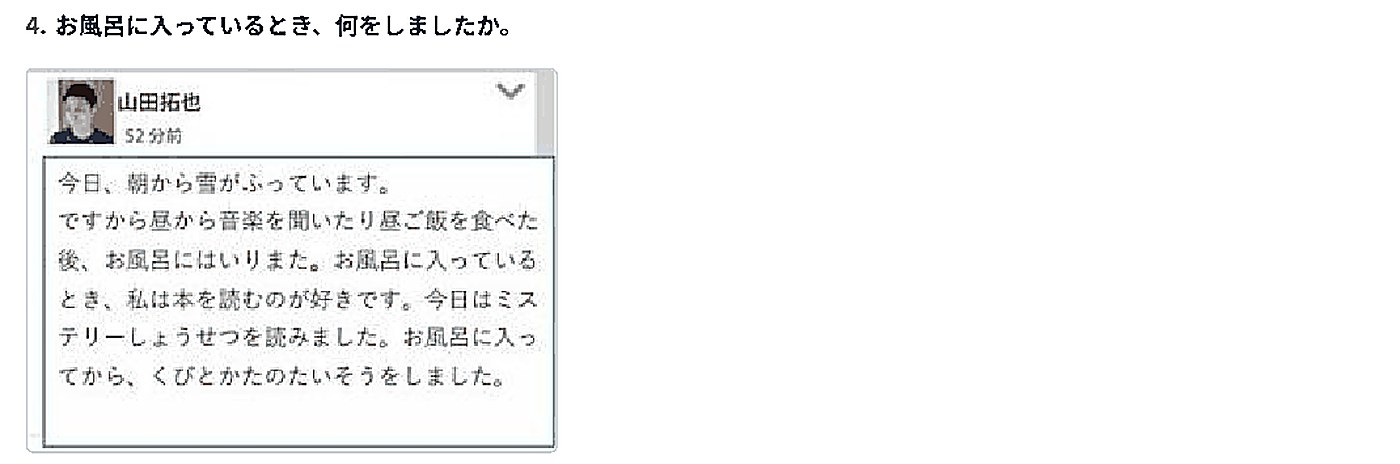 4. お風呂に入っているとき、何をしましたか。
山田拓也
52分前
今日、朝から雪がふっています。
ですから昼から音楽を聞いたり昼ご飯を食べた
後、お風呂にはいりまた。お風呂に入っている
とき、私は本を読むのが好きです。今日はミス
テリーしょうせつを読みました。お風呂に入っ
てから、くびとかたのたいそうをしました。